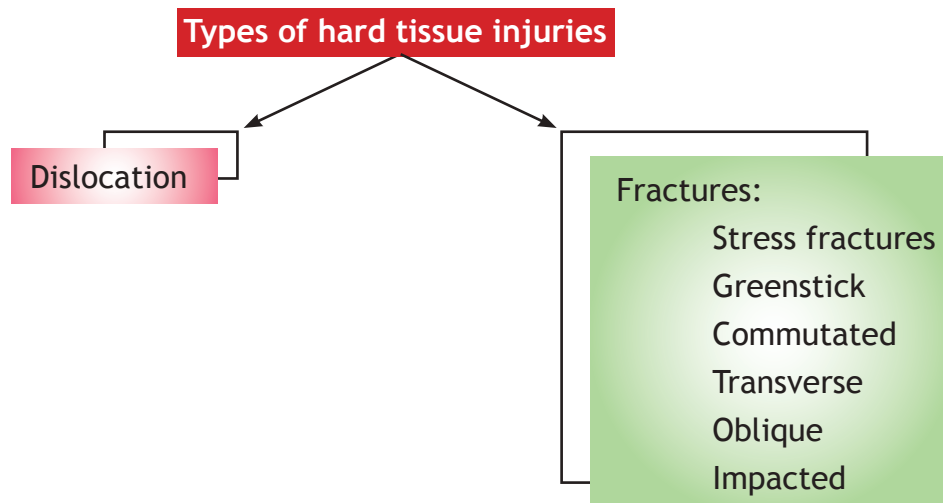 Types of hard tissue injuries
Dislocation
Fractures:
Stress fractures
Greenstick
Commutated
Transverse
Oblique
Impacted